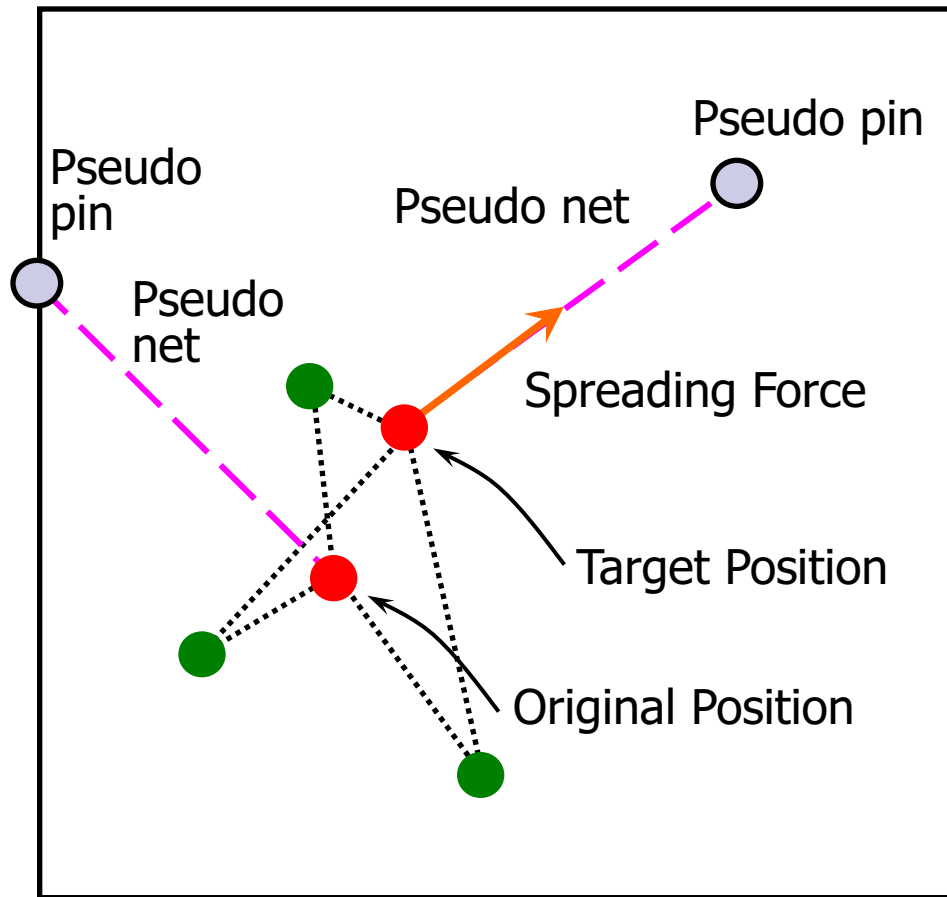 Pseudo pin
Pseudo
pin
Pseudo net
Pseudo
net
Spreading Force
Target Position
Original Position